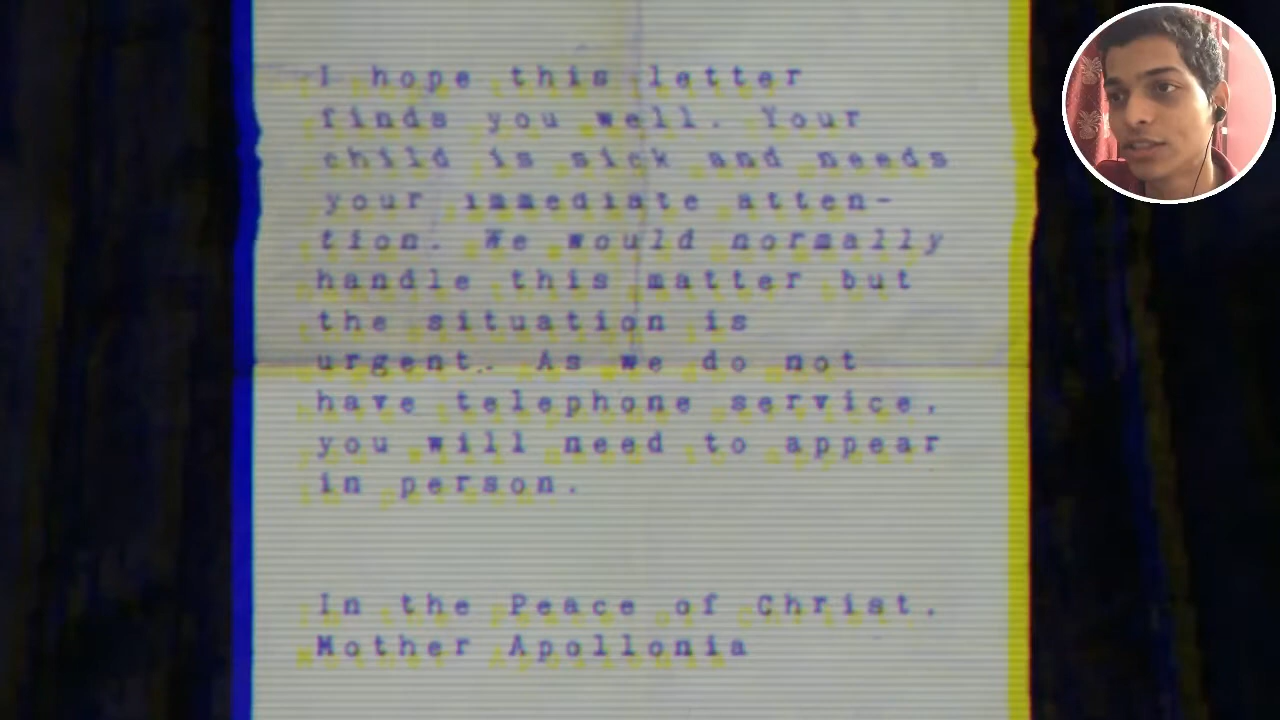 I hope this letter
finds you well. Your
child is sick and needs
your immediate atten-
tion. We would normally
handle this matter but
the situation is
urgent. As we do not
have telephone service,
you will need to appear
in person.
In the Peace of Christ,
Mother Apollonia